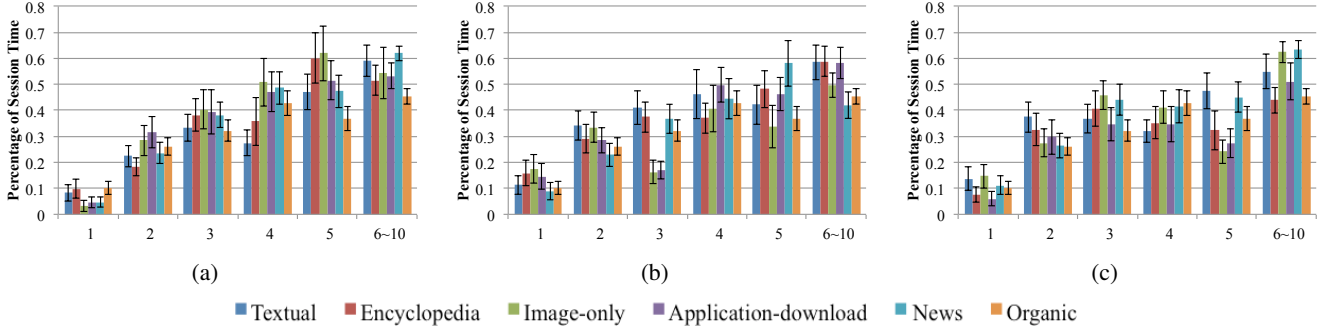 Percentage of Session Time
0.8
0.7
0.6
0.5
0.4
0.3
0.2
0.1
0
1 2 3 4 5 6~10
(a)
Percentage of Session Time
0.8
0.7
0.6
0.5
0.4
0.3
0.2
0.1
0
1 2 3 4 5 6~10
(b)
Percentage of Session Time
0.8
0.7
0.6
0.5
0.4
0.3
0.2
0.1
0
1 2 3 4 5 6~10
(c)
Textual Encyclopedia Image-only Application-download News Organic